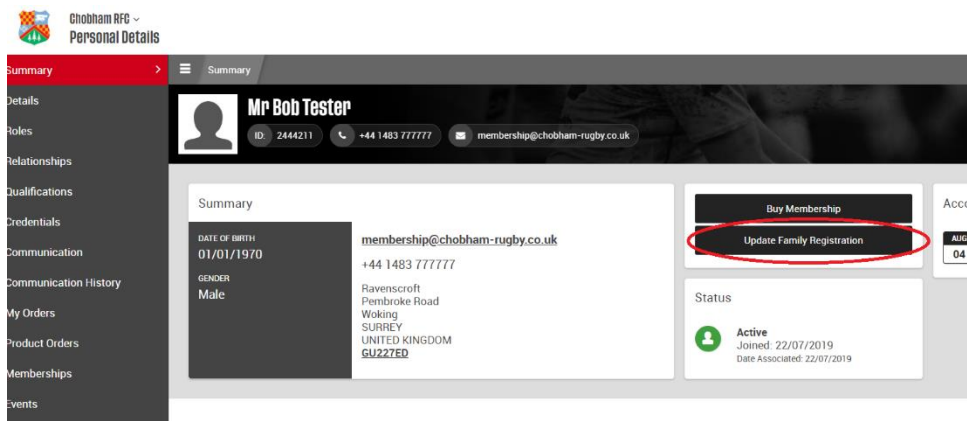 Chobham RFC
Personal Details
Summary
Details
Roles
Relationships
Qualifications
Credentials
Communication
Communication History
My Orders
Product Orders
Memberships
Events
Summary
Mr Bob Tester
ID: 2444211 +44 1483 777777 membership@chobham-rugby.co.uk
Summary
DATE OF BIRTH
01/01/1970
GENDER
Male
membership@chobham-rugby.co.uk
+44 1483 777777
Ravenscroft
Pembroke Road
Woking
SURREY
UNITED KINGDOM
GU227ED
Buy Membership
Update Family Registration
Status
Active
Joined: 22/07/2019
Date Associated: 22/07/2019
Acco
AUG
04